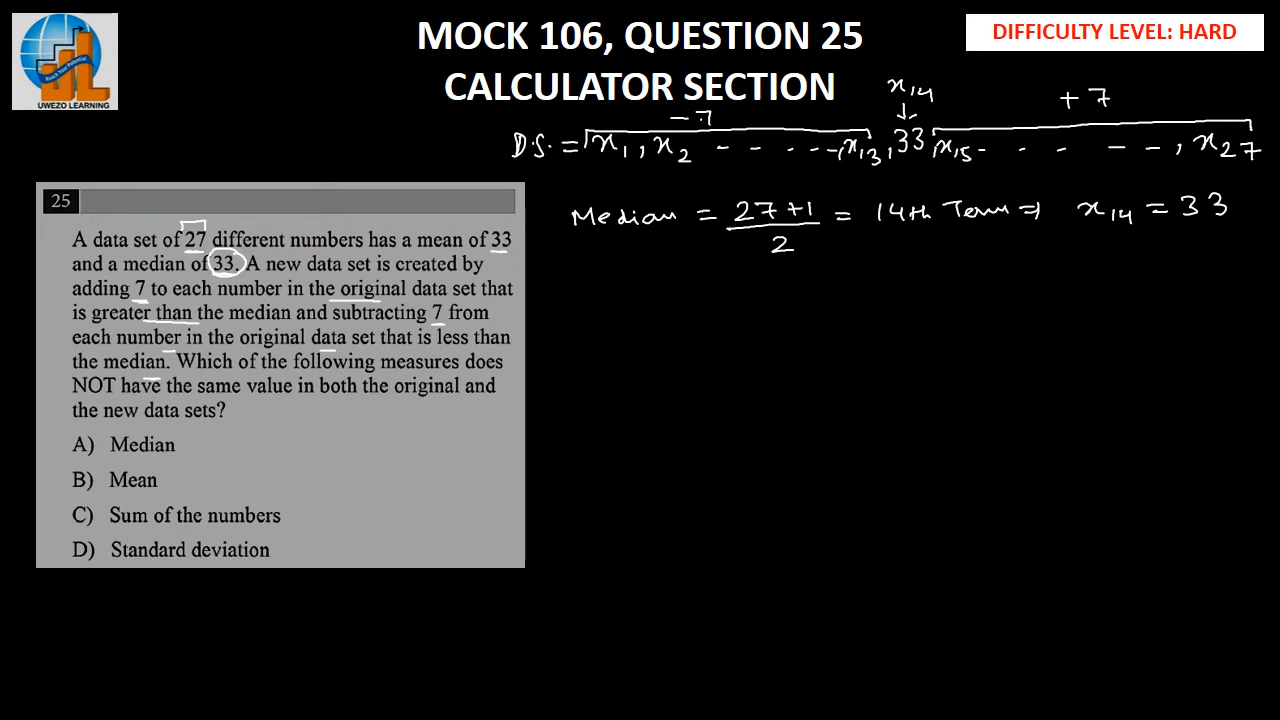 MOCK 106, QUESTION 25
CALCULATOR SECTION
DIFFICULTY LEVEL: HARD
Reach Your Potential
UWEZO LEARNING
x₁₄
↓
-7
+7
D.S. = x₁, x₂ - - - - - -, x₁₃, 33, x₁₅ - - - - -, x₂₇
Median = (27+1)/2 = 14th Term ⇒ x₁₄ = 33
25
A data set of 27 different numbers has a mean of 33
and a median of 33. A new data set is created by
adding 7 to each number in the original data set that
is greater than the median and subtracting 7 from
each number in the original data set that is less than
the median. Which of the following measures does
NOT have the same value in both the original and
the new data sets?
A) Median
B) Mean
C) Sum of the numbers
D) Standard deviation